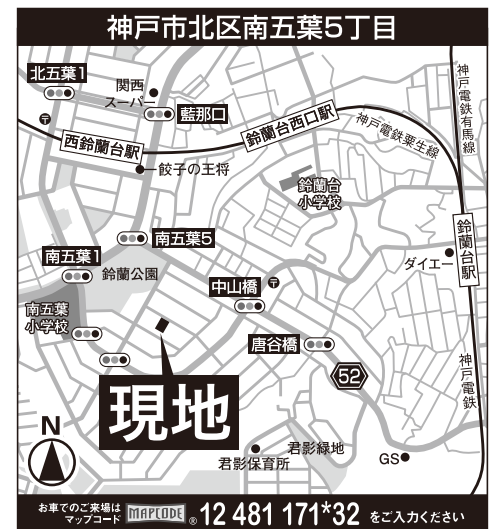 神戸市北区南五葉5丁目
北五葉1
関西
スーパー
藍那口
神戸電鉄有馬線
西鈴蘭台駅
鈴蘭台西口駅
神戸電鉄粟生線
餃子の王将
鈴蘭台
小学校
南五葉5
南五葉1
鈴蘭公園
中山橋
ダイエー
鈴蘭台駅
南五葉
小学校
唐谷橋
52
神戸電鉄
現地
N
君影緑地
君影保育所
GS
お車でのご来場は
マップコード
MAPCODE ® 12 481 171*32 をご入力ください